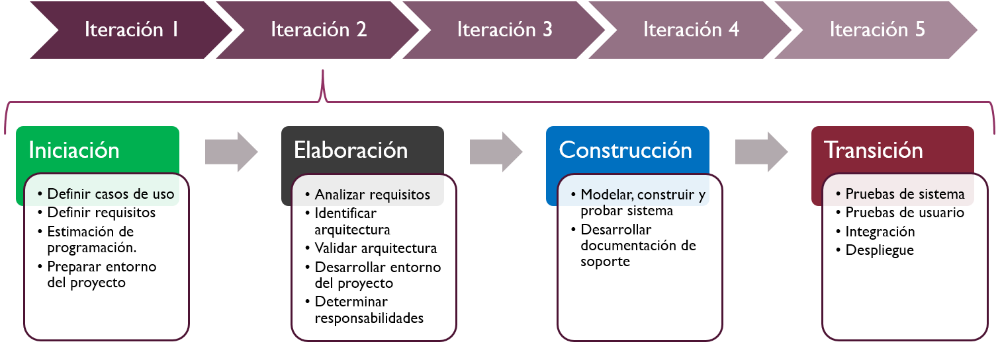 Iteración 1
Iteración 2
Iteración 3
Iteración 4
Iteración 5
Iniciación
• Definir casos de uso
• Definir requisitos
• Estimación de
programación.
• Preparar entorno
del proyecto
Elaboración
• Analizar requisitos
• Identificar
arquitectura
• Validar arquitectura
• Desarrollar entorno
del proyecto
• Determinar
responsabilidades
Construcción
• Modelar, construir y
probar sistema
• Desarrollar
documentación de
soporte
Transición
• Pruebas de sistema
• Pruebas de usuario
• Integración
• Despliegue